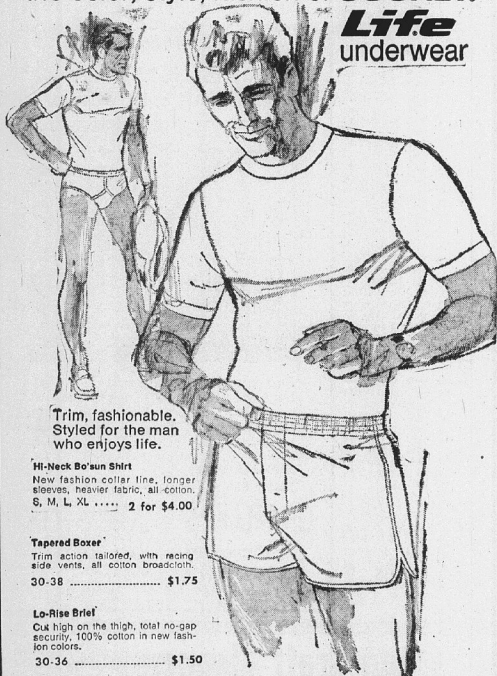 Life
underwear
Trim, fashionable.
Styled for the man
who enjoys life.
Hi-Neck Bo'sun Shirt
New fashion collar line, longer
sleeves, heavier fabric, all cotton.
S, M, L, XL ..... 2 for $4.00
Tapered Boxer
Trim action tailored, with racing
side vents, all cotton broadcloth.
30-38 ........................ $1.75
Lo-Rise Brief
Cut high on the thigh, total no-gap
security, 100% cotton in new fash-
ion colors.
30-36 ........................ $1.50